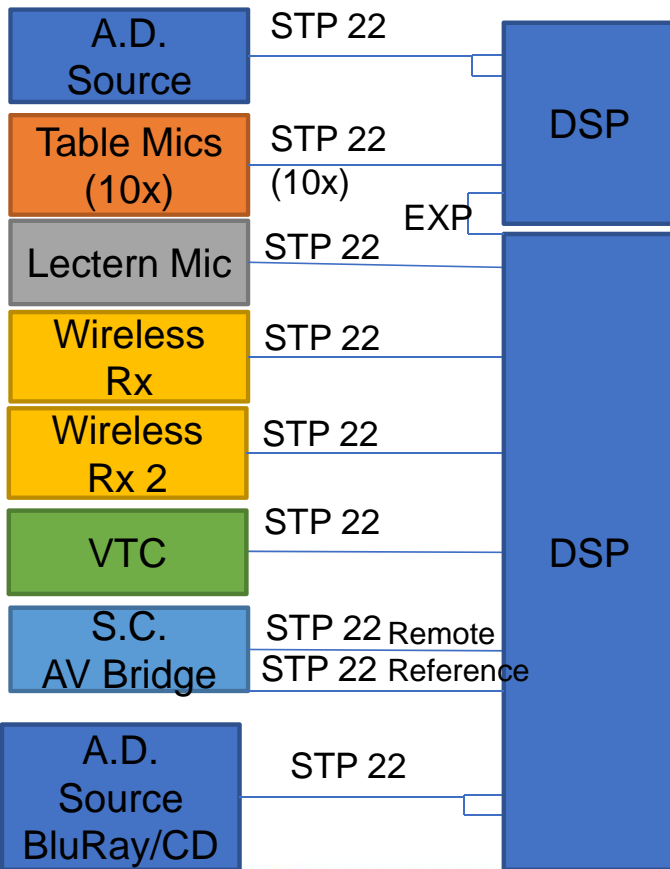 A.D.
Source
STP 22
DSP
Table Mics
(10x)
STP 22
(10x)
EXP
Lectern Mic
STP 22
Wireless
Rx
STP 22
Wireless
Rx 2
STP 22
VTC
STP 22
DSP
S.C.
AV Bridge
STP 22 Remote
STP 22 Reference
A.D.
Source
BluRay/CD
STP 22